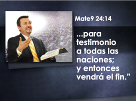 Mateo 24:14
"...para
testimonio
a todas las
naciones;
y entonces
vendrá el fin."